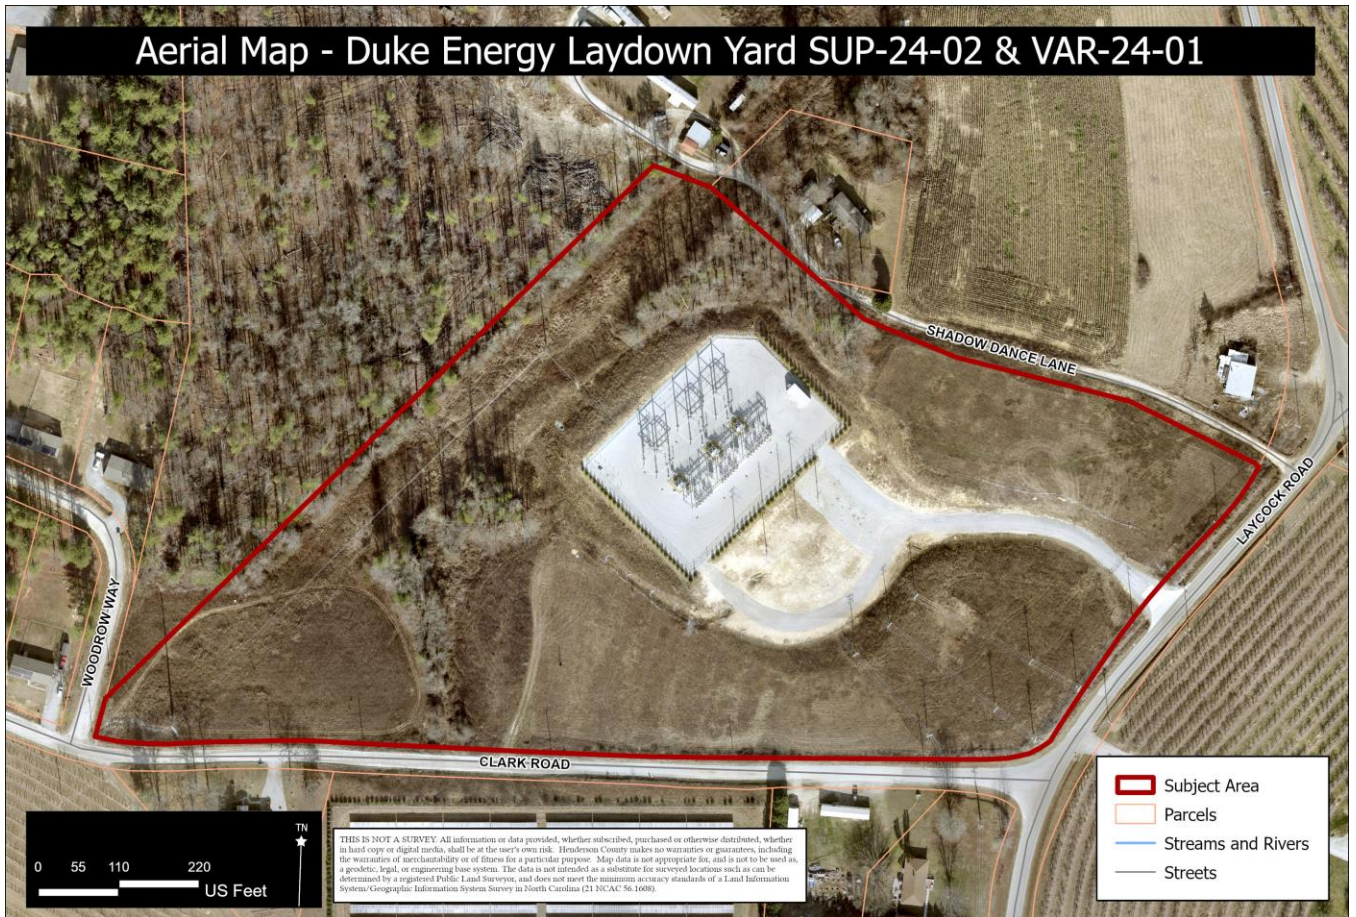 Aerial Map - Duke Energy Laydown Yard SUP-24-02 & VAR-24-01
SHADOW DANCE LANE
LAYCOCK ROAD
WOODROW WAY
CLARK ROAD
Subject Area
Parcels
Streams and Rivers
Streets
TN
0 55 110 220
US Feet
THIS IS NOT A SURVEY. All information or data provided, whether subscribed, purchased or otherwise distributed, whether
in hard copy or digital media, shall be at the user's own risk. Henderson County makes no warranties or guarantees, including
the warranties of merchantability or of fitness for a particular purpose. Map data is not appropriate for, and is not to be used as,
a geodetic, legal, or engineering base system. The data is not intended as a substitute for surveyed locations such as can be
determined by a registered Public Land Surveyor, and does not meet the minimum accuracy standards of a Land Information
System/Geographic Information System Survey in North Carolina (21 NCAC 56.1608).